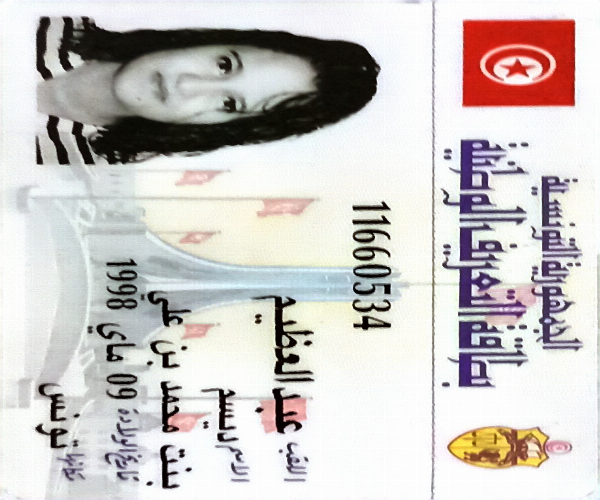 الجمهورية التونسية
بطاقة التعريف الوطنية
11660534
اللقب عبد العظيم
الاسم ريم
بنت محمد بن علي
تاريخ الولادة 09 ماي 1998
مكانها تونس